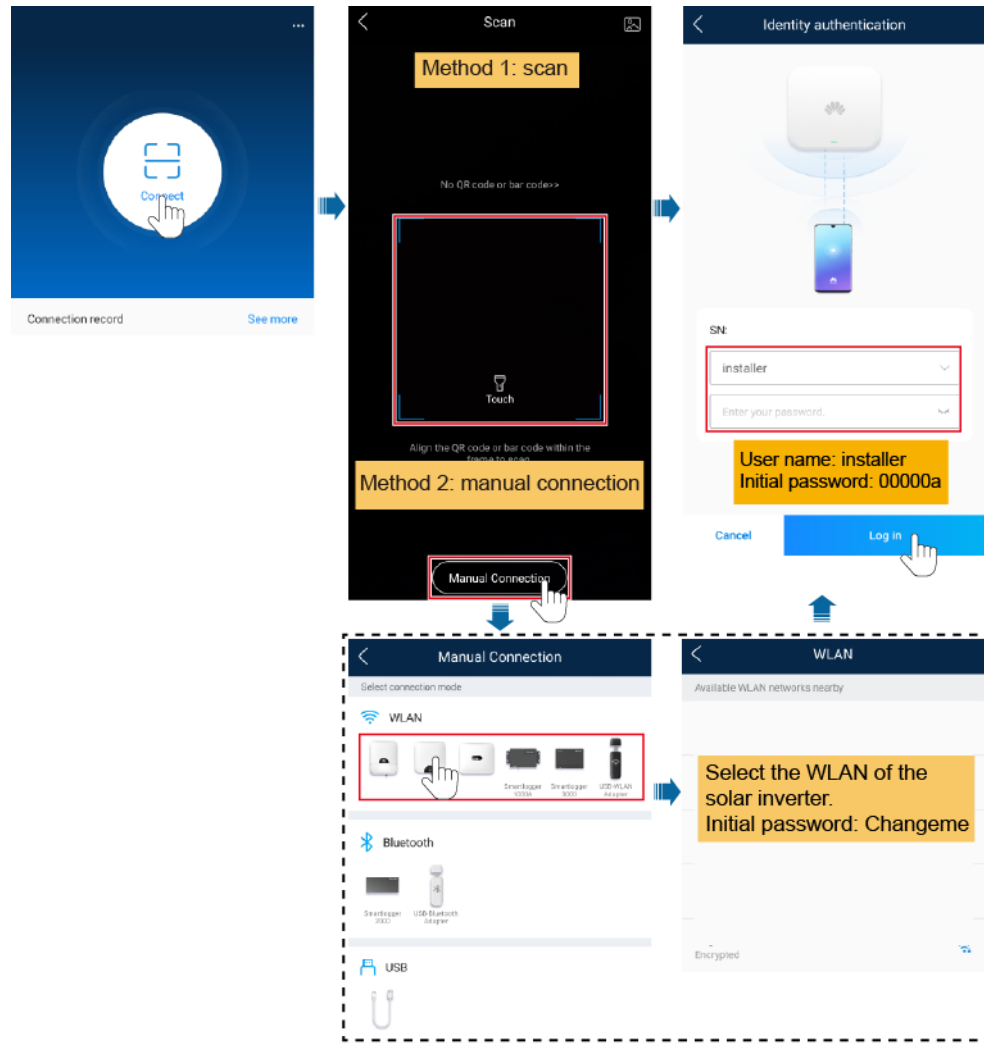 ...
Connect
Connection record
See more
Scan
Method 1: scan
No QR code or bar code>>
Touch
Align the QR code or bar code within the
frame to scan
Method 2: manual connection
Manual Connection
Identity authentication
SN:
installer
Enter your password.
User name: installer
Initial password: 00000a
Cancel
Log in
Manual Connection
Select connection mode
WLAN
Smartlogger
1000A
Smartlogger
3000
USB-WLAN
Adapter
Bluetooth
Smartlogger
USB-Bluetooth
Adapter
USB
WLAN
Available WLAN networks nearby
Select the WLAN of the
solar inverter.
Initial password: Changeme
Encrypted